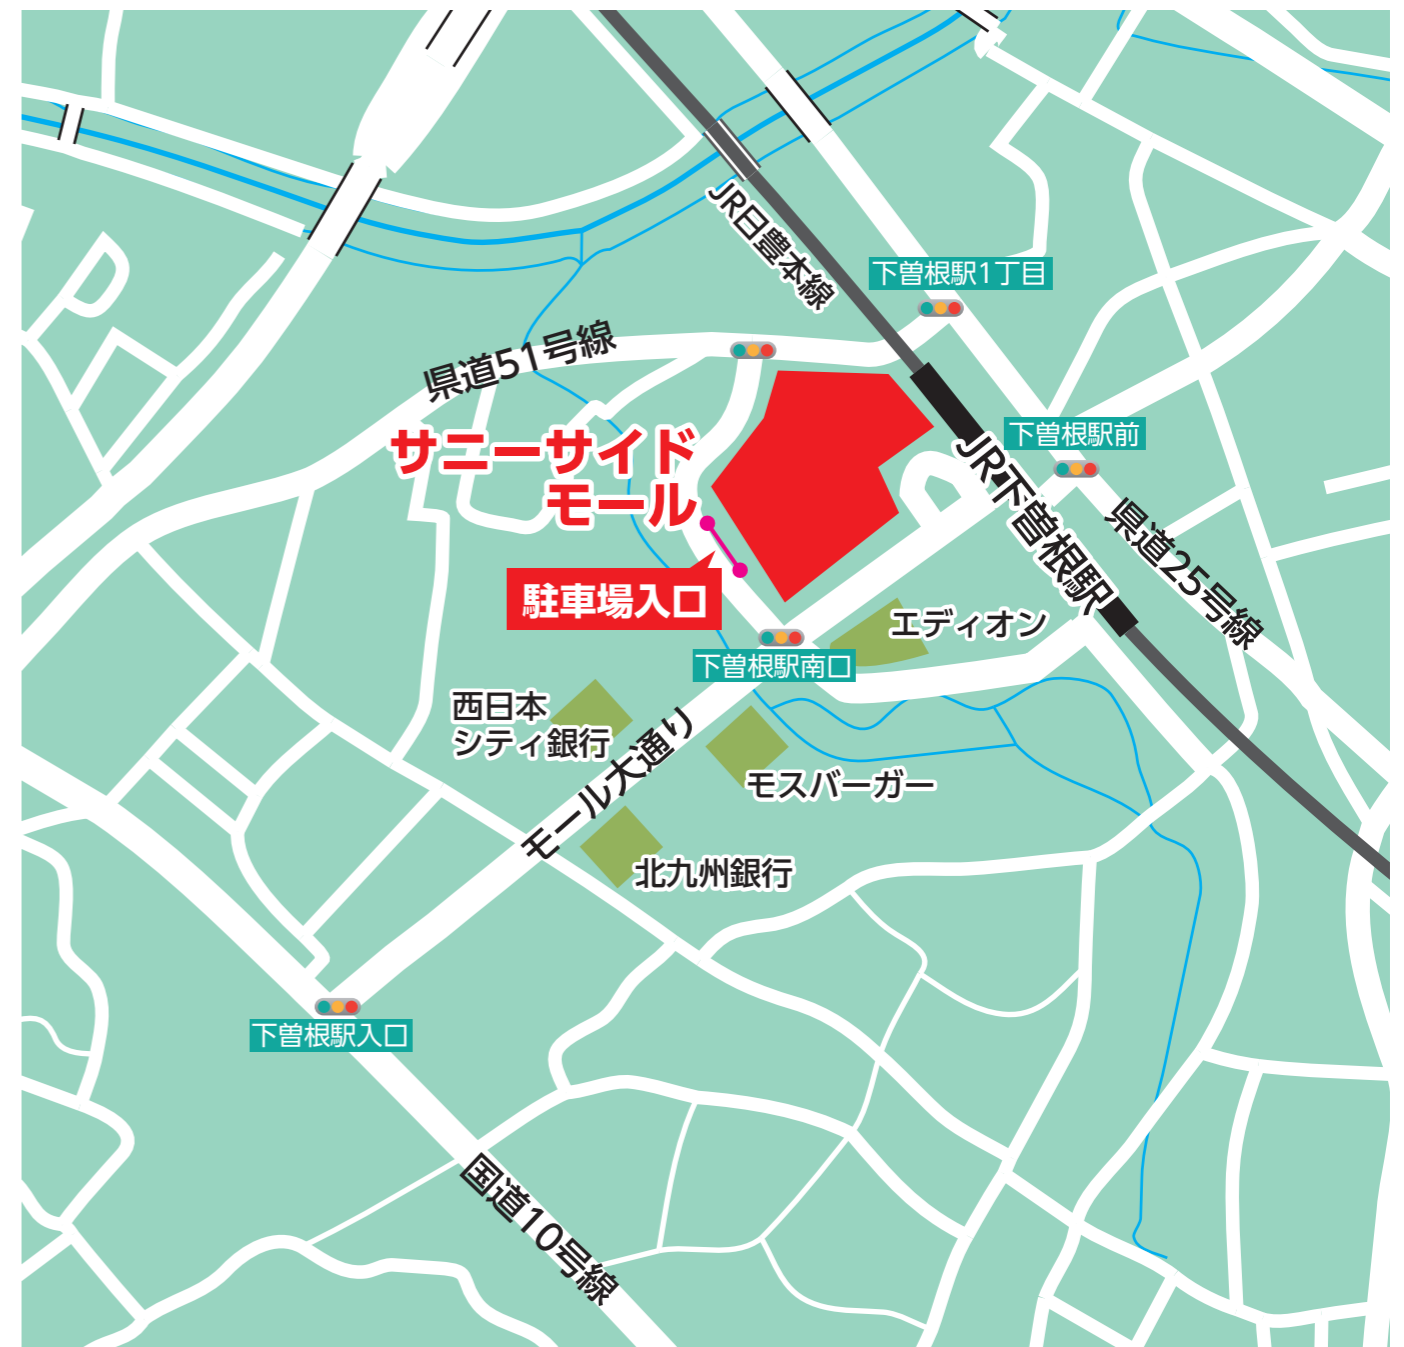 JR日豊本線
下曽根駅1丁目
県道51号線
サニーサイド
モール
下曽根駅前
JR下曽根駅
県道25号線
駐車場入口
エディオン
下曽根駅南口
西日本
シティ銀行
モール大通り
モスバーガー
北九州銀行
下曽根駅入口
国道10号線